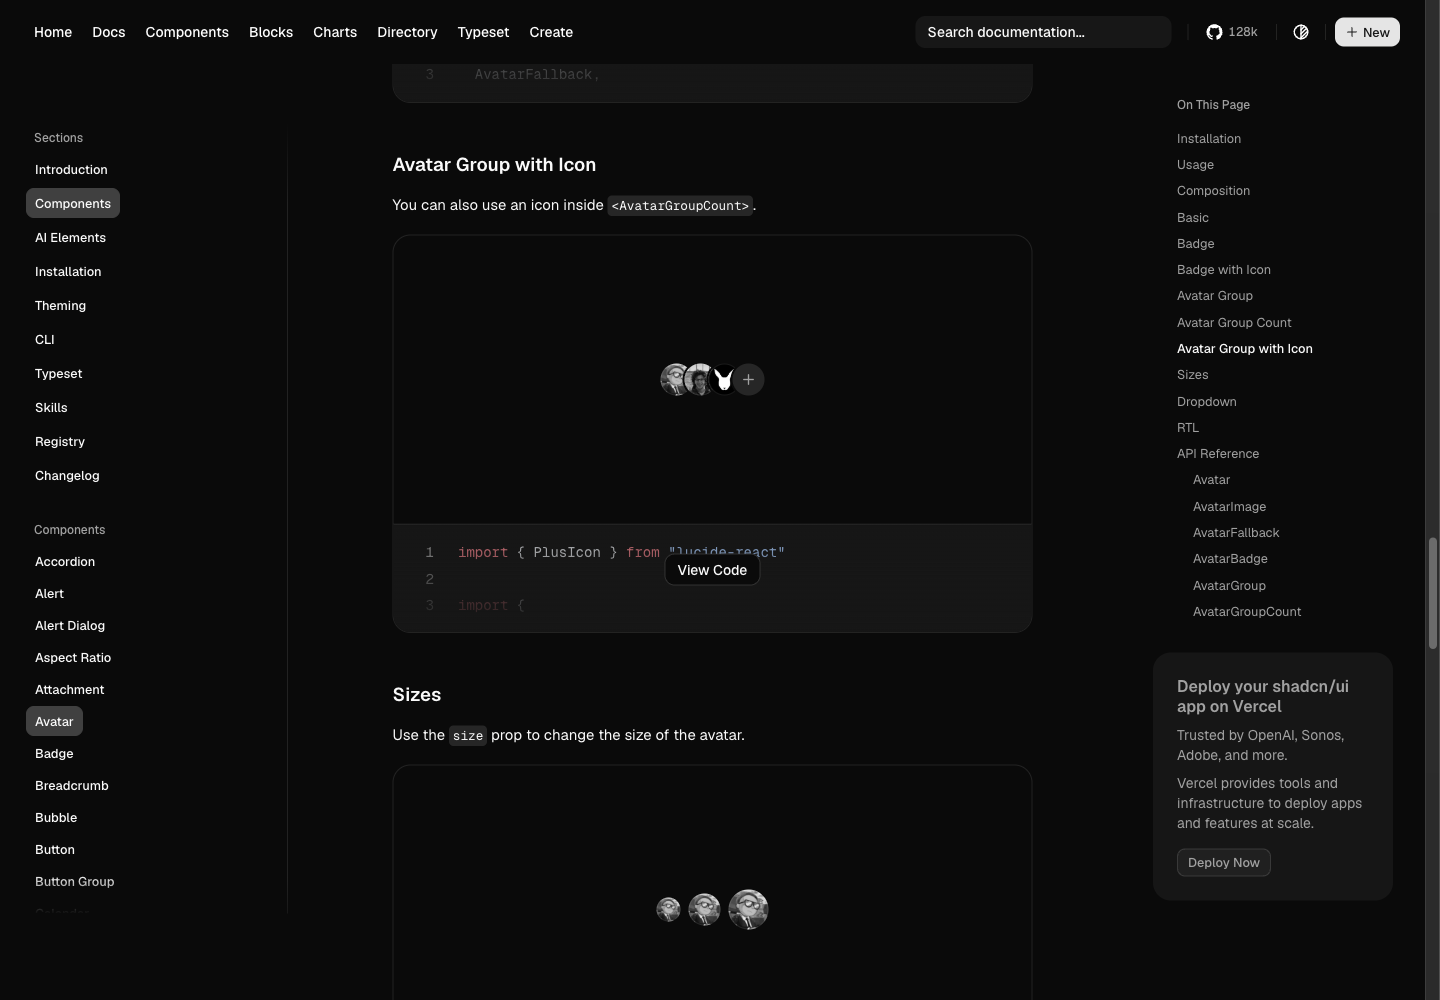 Home Docs Components Blocks Charts Directory Typeset Create
Search documentation...
128k
New
3 AvatarFallback,
Sections
Introduction
Components
AI Elements
Installation
Theming
CLI
Typeset
Skills
Registry
Changelog
Components
Accordion
Alert
Alert Dialog
Aspect Ratio
Attachment
Avatar
Badge
Breadcrumb
Bubble
Button
Button Group
Calendar
Avatar Group with Icon
You can also use an icon inside <AvatarGroupCount>.
1 import { PlusIcon } from "lucide-react"
2
3 import {
View Code
Sizes
Use the size prop to change the size of the avatar.
On This Page
Installation
Usage
Composition
Basic
Badge
Badge with Icon
Avatar Group
Avatar Group Count
Avatar Group with Icon
Sizes
Dropdown
RTL
API Reference
Avatar
AvatarImage
AvatarFallback
AvatarBadge
AvatarGroup
AvatarGroupCount
Deploy your shadcn/ui
app on Vercel
Trusted by OpenAI, Sonos,
Adobe, and more.
Vercel provides tools and
infrastructure to deploy apps
and features at scale.
Deploy Now